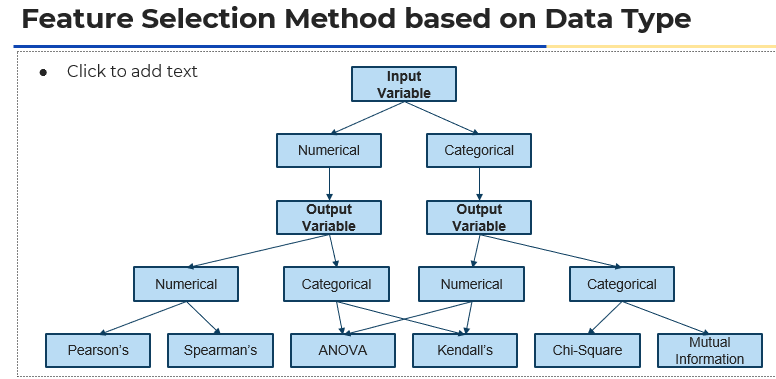 Feature Selection Method based on Data Type
● Click to add text
Input
Variable
Numerical
Categorical
Output
Variable
Output
Variable
Numerical
Categorical
Numerical
Categorical
Pearson's
Spearman's
ANOVA
Kendall's
Chi-Square
Mutual
Information